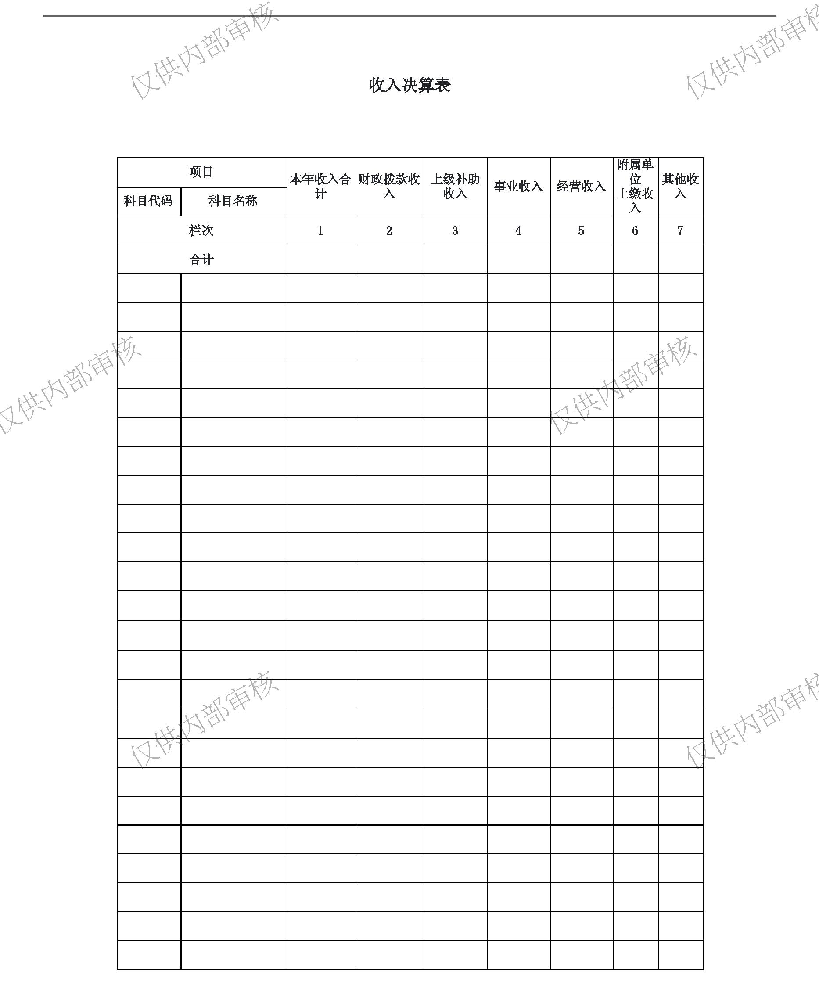 仅供内部审核
仅供内部审核
收入决算表
项目
本年收入合
计
财政拨款收
入
上级补助
收入
事业收入
经营收入
附属单
位
上缴收
入
其他收
入
科目代码
科目名称
栏次
1
2
3
4
5
6
7
合计
仅供内部审核
仅供内部审核
仅供内部审核
仅供内部审核